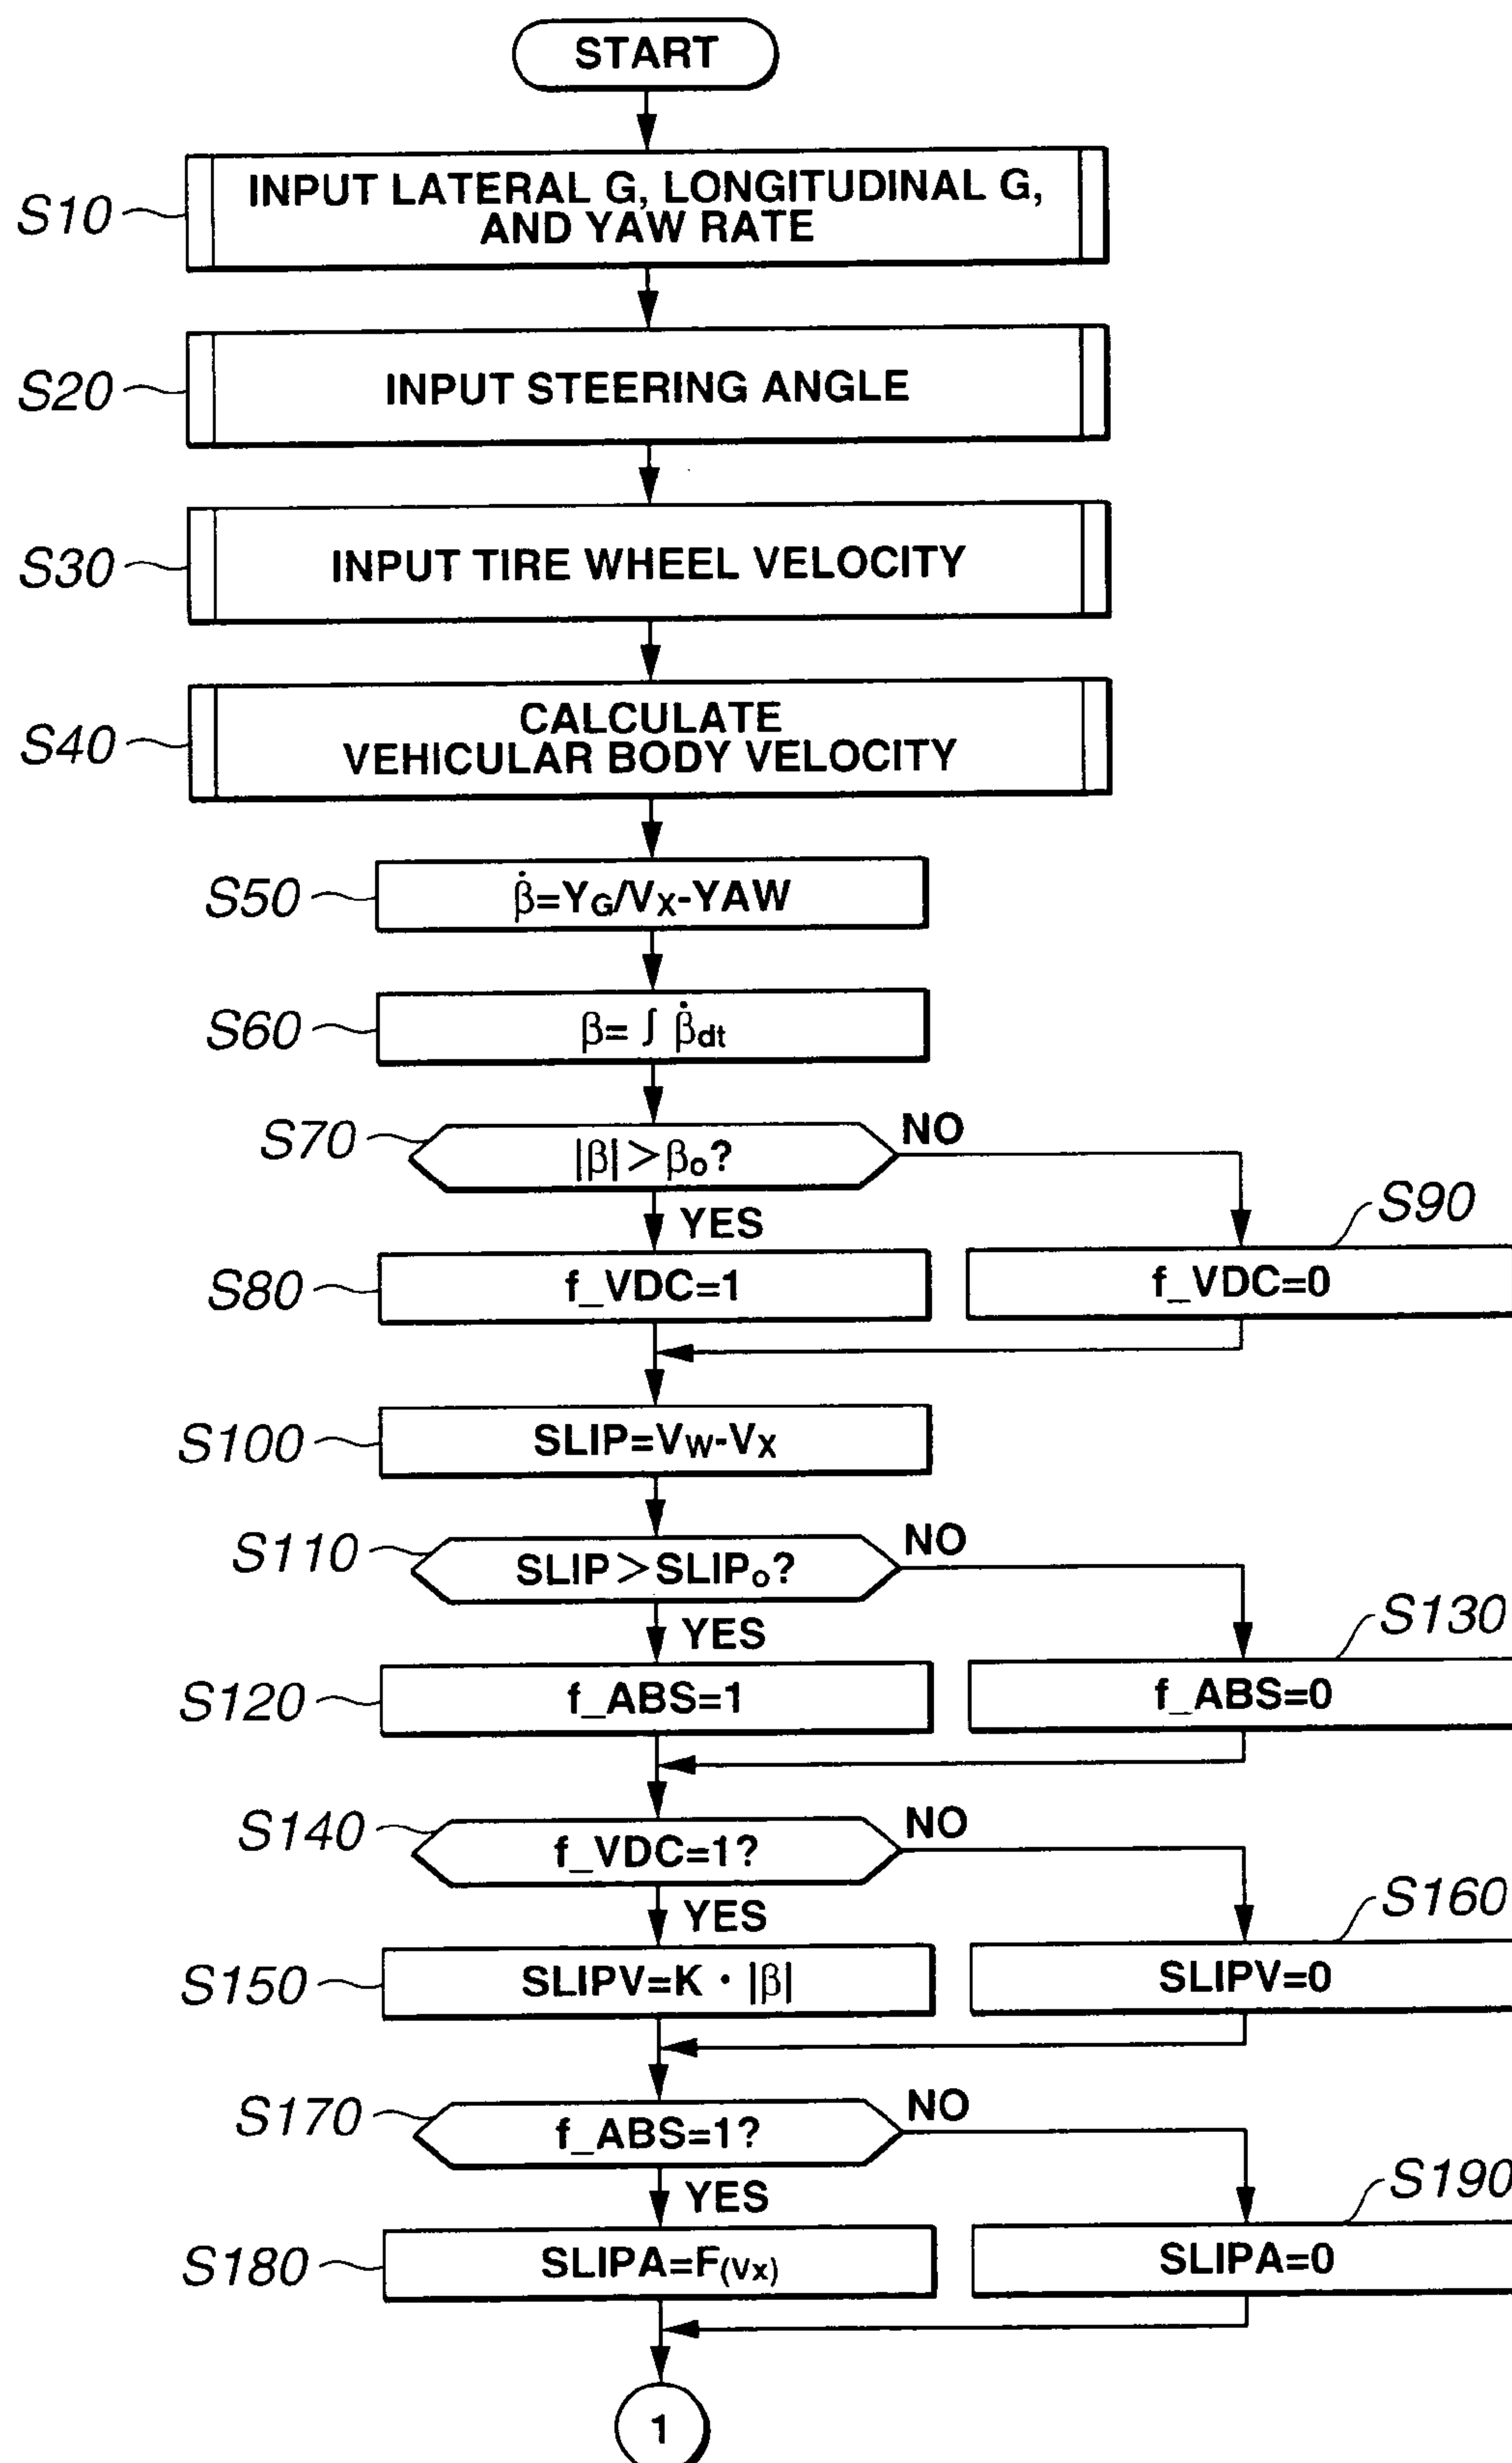 START
S10
INPUT LATERAL G, LONGITUDINAL G,
AND YAW RATE
S20
INPUT STEERING ANGLE
S30
INPUT TIRE WHEEL VELOCITY
S40
CALCULATE
VEHICULAR BODY VELOCITY
S50
β̇=YG/VX-YAW
S60
β= ∫ β̇dt
S70
|β|>βo?
NO
YES
S80
f_VDC=1
S90
f_VDC=0
S100
SLIP=VW-VX
S110
SLIP>SLIPo?
NO
YES
S120
f_ABS=1
S130
f_ABS=0
S140
f_VDC=1?
NO
YES
S150
SLIPV=K · |β|
S160
SLIPV=0
S170
f_ABS=1?
NO
YES
S180
SLIPA=F(Vx)
S190
SLIPA=0
1